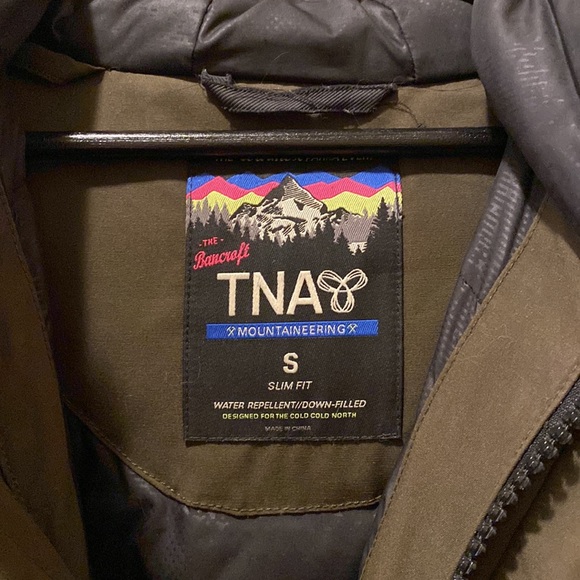 -THE-
Bancroft
TNA
MOUNTAINEERING
S
SLIM FIT
WATER REPELLENT//DOWN-FILLED
DESIGNED FOR THE COLD COLD NORTH
MADE IN CHINA